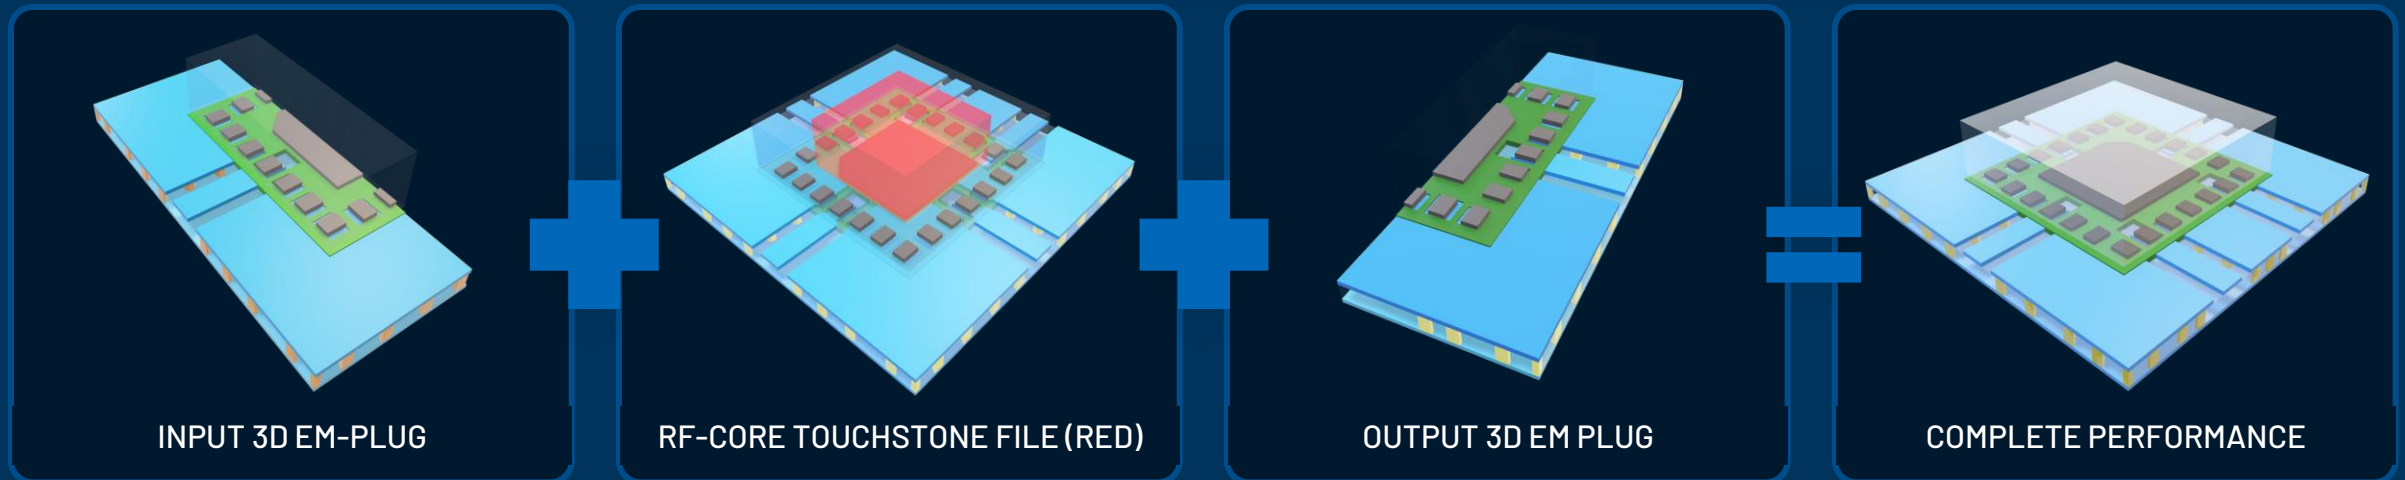 INPUT 3D EM-PLUG
RF-CORE TOUCHSTONE FILE (RED)
OUTPUT 3D EM PLUG
COMPLETE PERFORMANCE